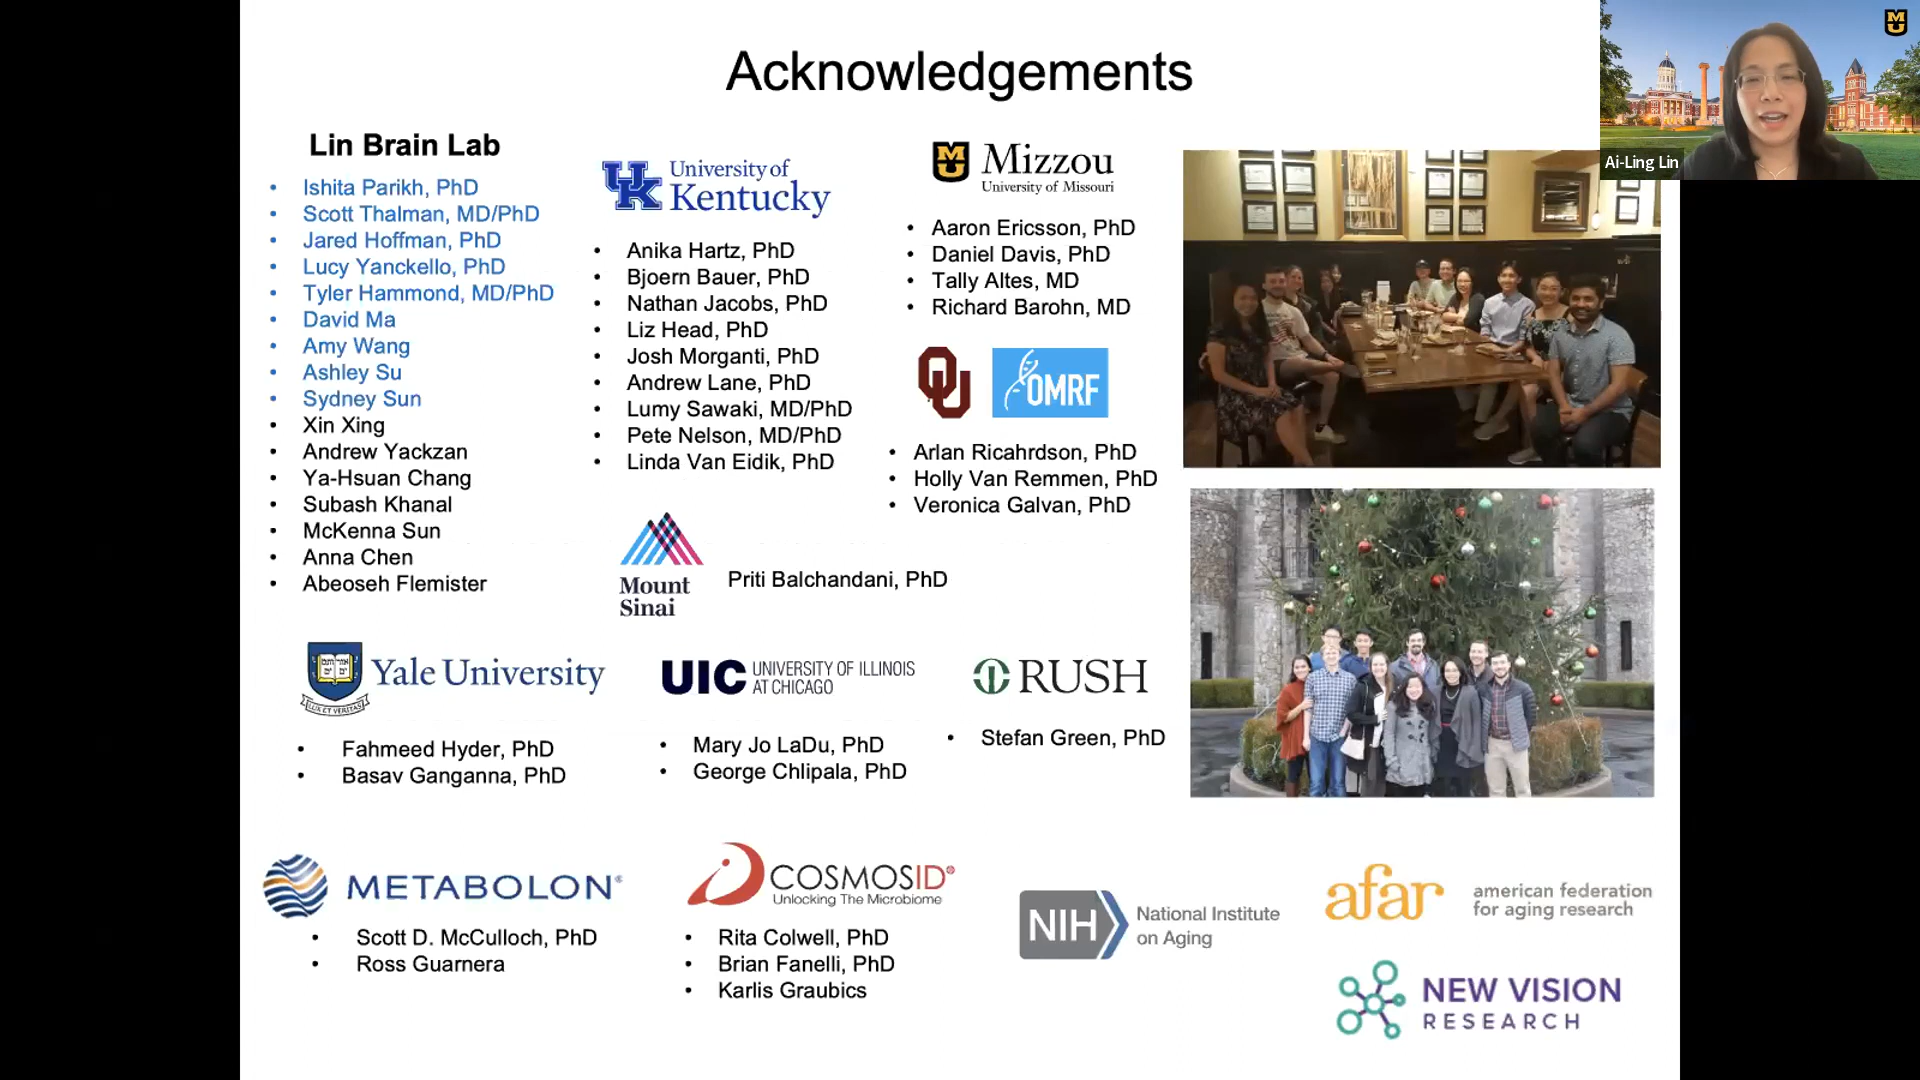 Acknowledgements
Lin Brain Lab
• Ishita Parikh, PhD
• Scott Thalman, MD/PhD
• Jared Hoffman, PhD
• Lucy Yanckello, PhD
• Tyler Hammond, MD/PhD
• David Ma
• Amy Wang
• Ashley Su
• Sydney Sun
• Xin Xing
• Andrew Yackzan
• Ya-Hsuan Chang
• Subash Khanal
• McKenna Sun
• Anna Chen
• Abeoseh Flemister
UK
University of
Kentucky
• Anika Hartz, PhD
• Bjoern Bauer, PhD
• Nathan Jacobs, PhD
• Liz Head, PhD
• Josh Morganti, PhD
• Andrew Lane, PhD
• Lumy Sawaki, MD/PhD
• Pete Nelson, MD/PhD
• Linda Van Eidik, PhD
MU
Mizzou
University of Missouri
• Aaron Ericsson, PhD
• Daniel Davis, PhD
• Tally Altes, MD
• Richard Barohn, MD
OU
OMRF
• Arlan Ricahrdson, PhD
• Holly Van Remmen, PhD
• Veronica Galvan, PhD
Mount
Sinai
Priti Balchandani, PhD
LUX ET VERITAS
Yale University
• Fahmeed Hyder, PhD
• Basav Ganganna, PhD
UIC
UNIVERSITY OF ILLINOIS
AT CHICAGO
• Mary Jo LaDu, PhD
• George Chlipala, PhD
RUSH
• Stefan Green, PhD
METABOLON®
• Scott D. McCulloch, PhD
• Ross Guarnera
COSMOSID®
Unlocking The Microbiome
• Rita Colwell, PhD
• Brian Fanelli, PhD
• Karlis Graubics
NIH
National Institute
on Aging
afar
american federation
for aging research
NEW VISION
RESEARCH
MU
Ai-Ling Lin